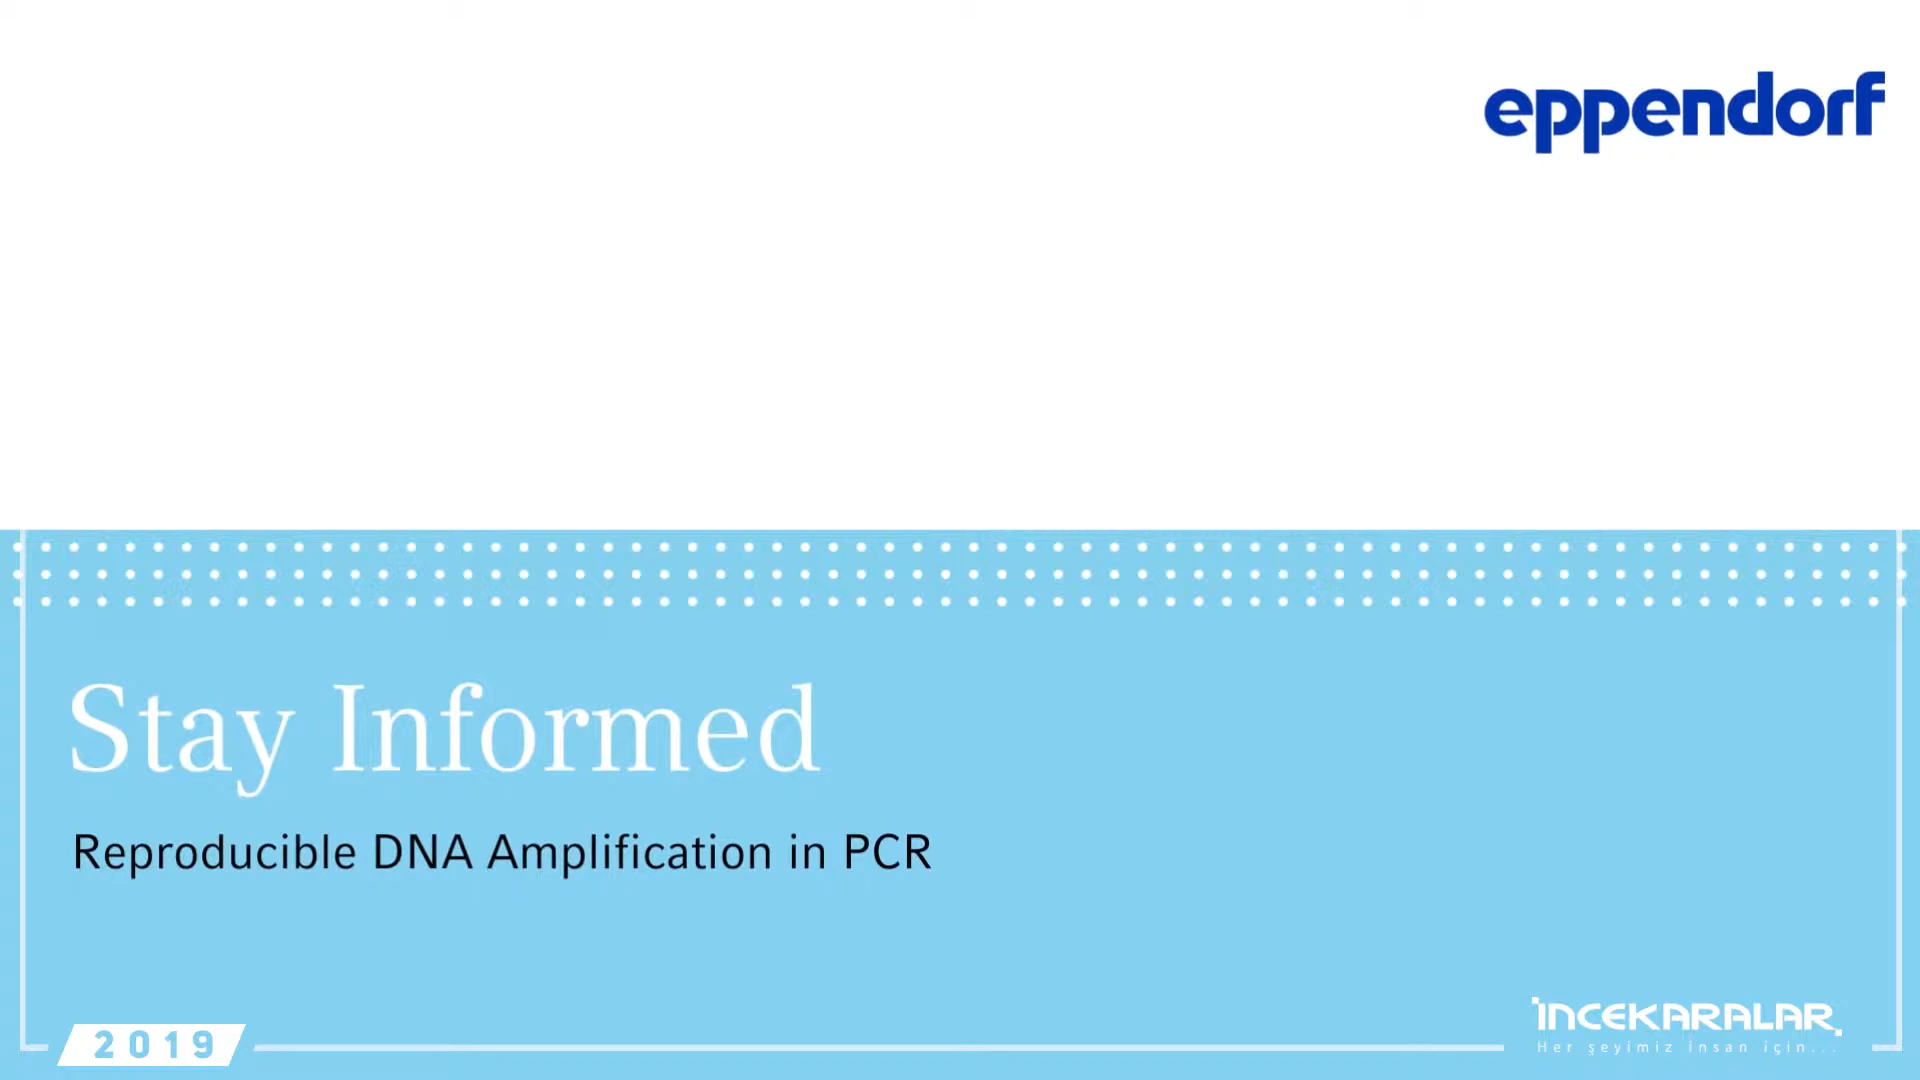 eppendorf
Stay Informed
Reproducible DNA Amplification in PCR
2019
İNCEKARALAR
Her şeyimiz insan için...